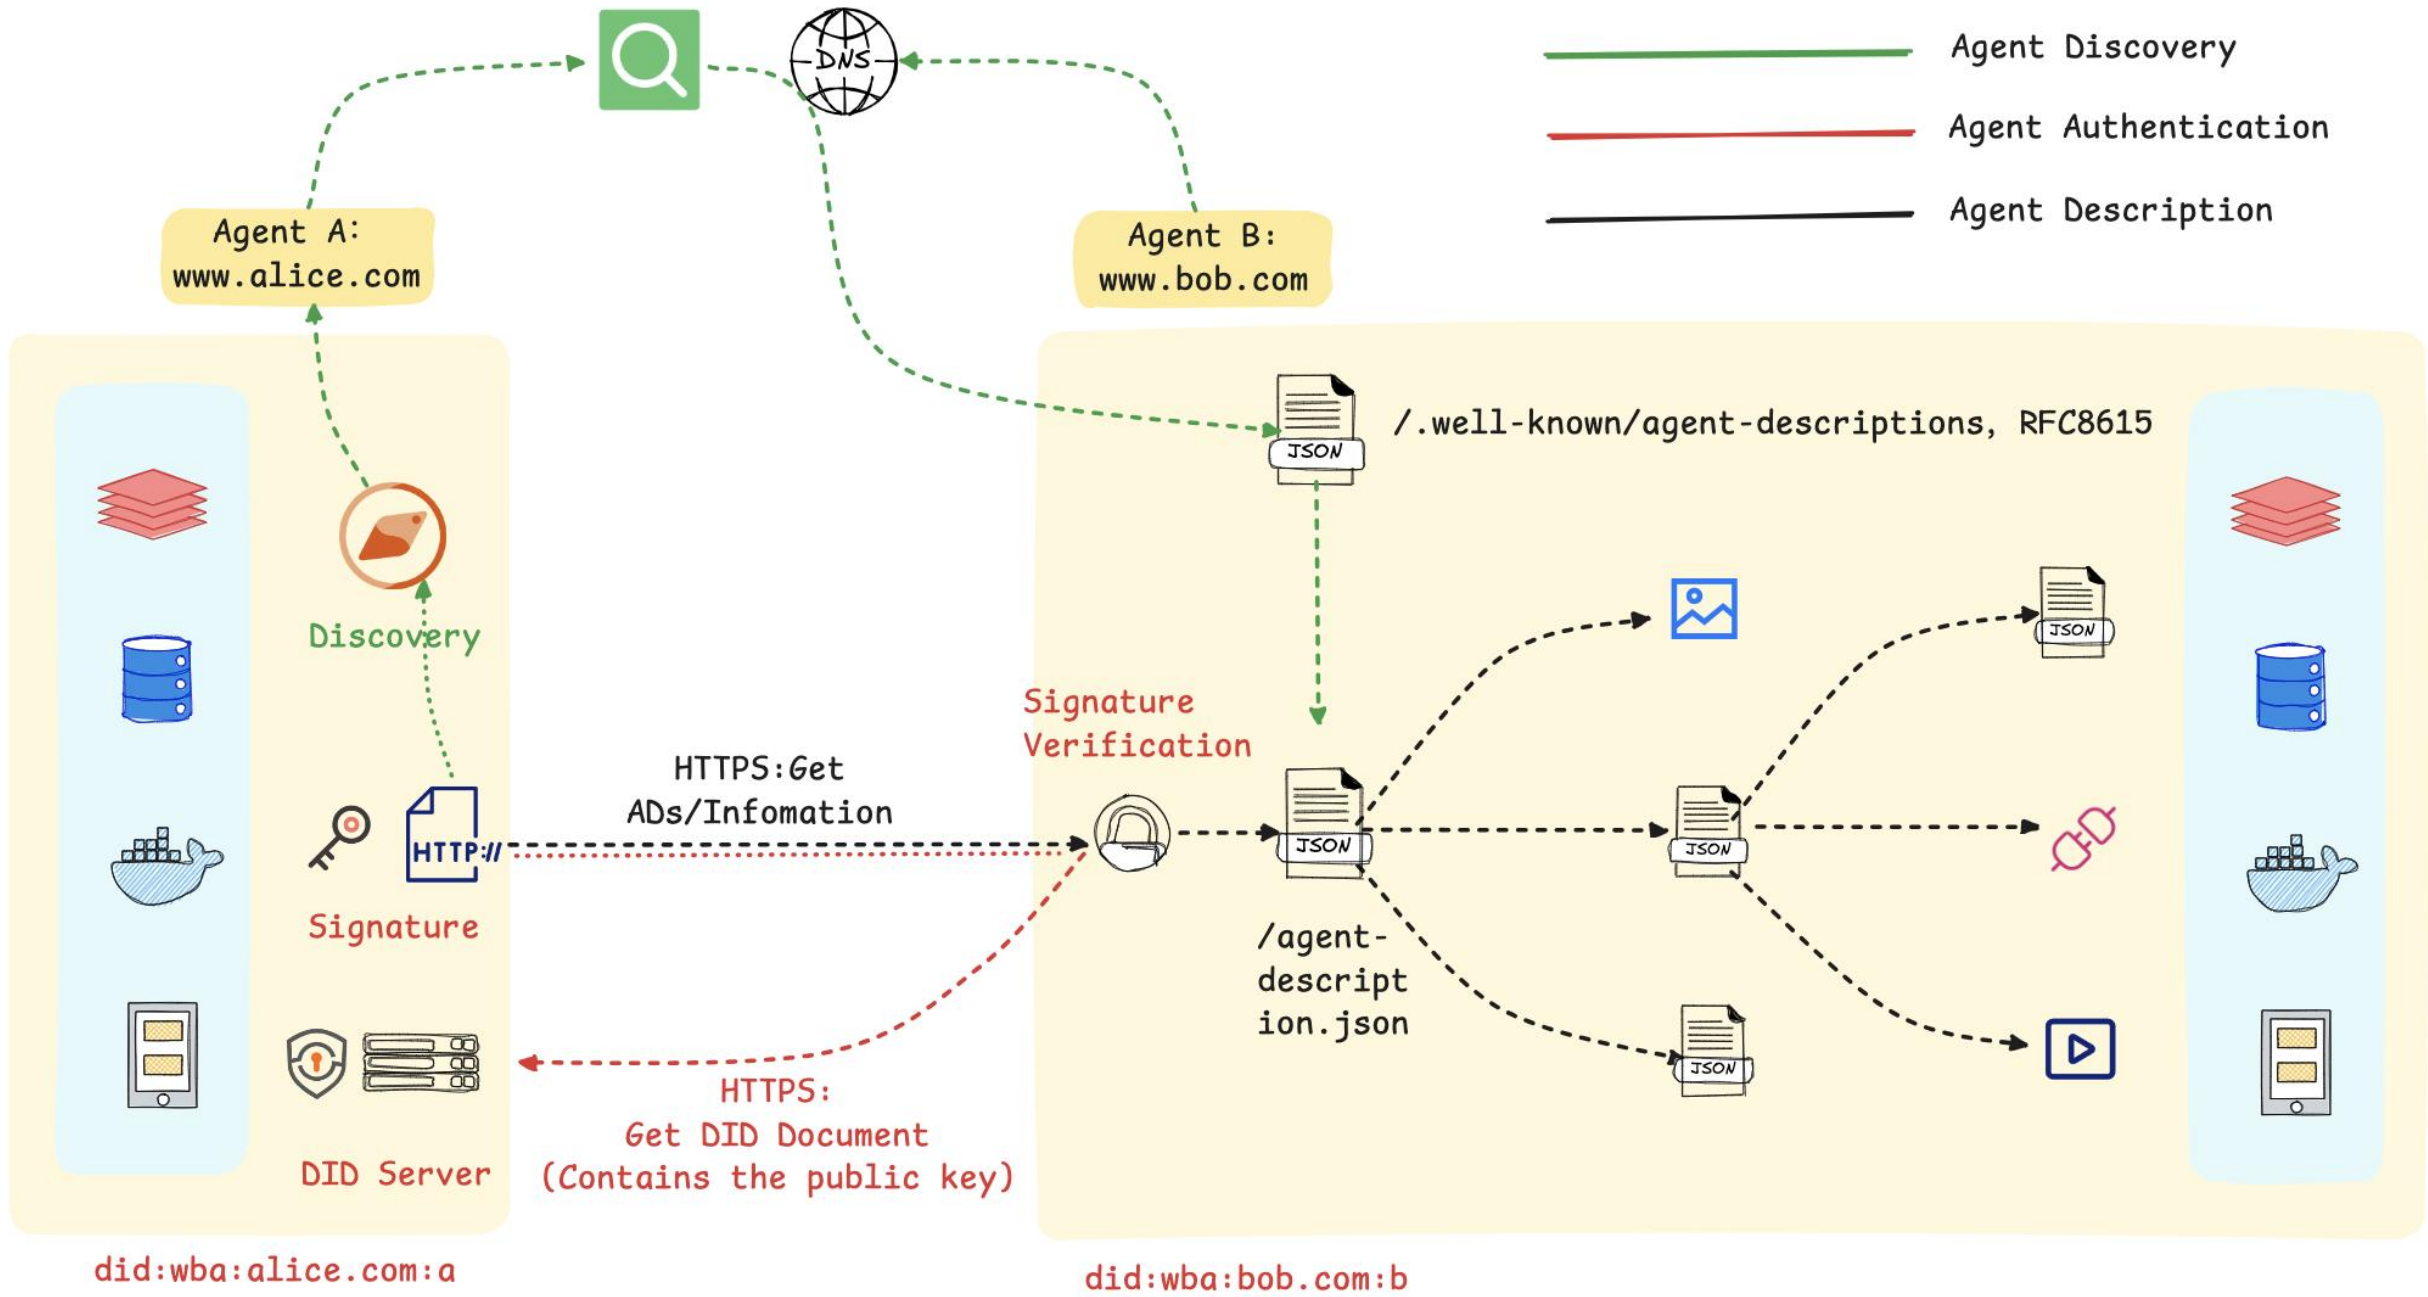 DNS
Agent Discovery
Agent Authentication
Agent Description
Agent A:
www.alice.com
Agent B:
www.bob.com
JSON
/.well-known/agent-descriptions, RFC8615
Discovery
JSON
Signature
Verification
HTTPS:Get
ADs/Infomation
HTTP://
JSON
JSON
Signature
/agent-
descript
ion.json
JSON
HTTPS:
Get DID Document
(Contains the public key)
DID Server
did:wba:alice.com:a
did:wba:bob.com:b